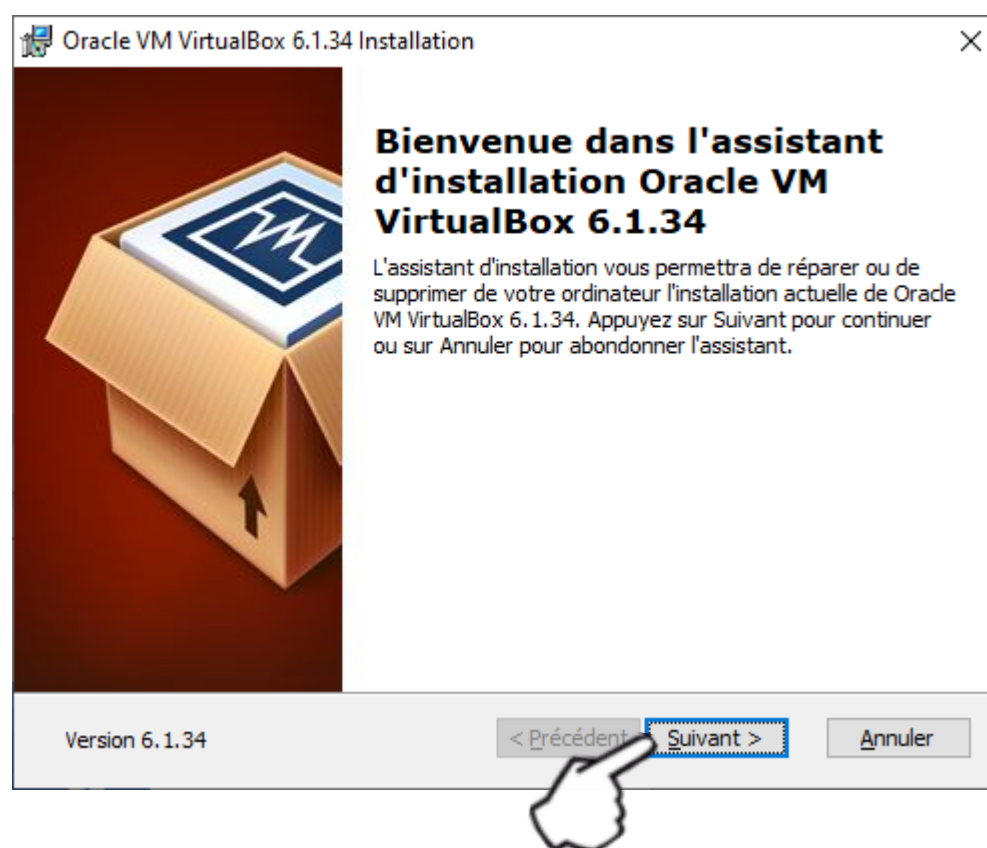 Oracle VM VirtualBox 6.1.34 Installation
Bienvenue dans l'assistant
d'installation Oracle VM
VirtualBox 6.1.34
L'assistant d'installation vous permettra de réparer ou de
supprimer de votre ordinateur l'installation actuelle de Oracle
VM VirtualBox 6.1.34. Appuyez sur Suivant pour continuer
ou sur Annuler pour abondonner l'assistant.
Version 6.1.34
< Précédent
Suivant >
Annuler